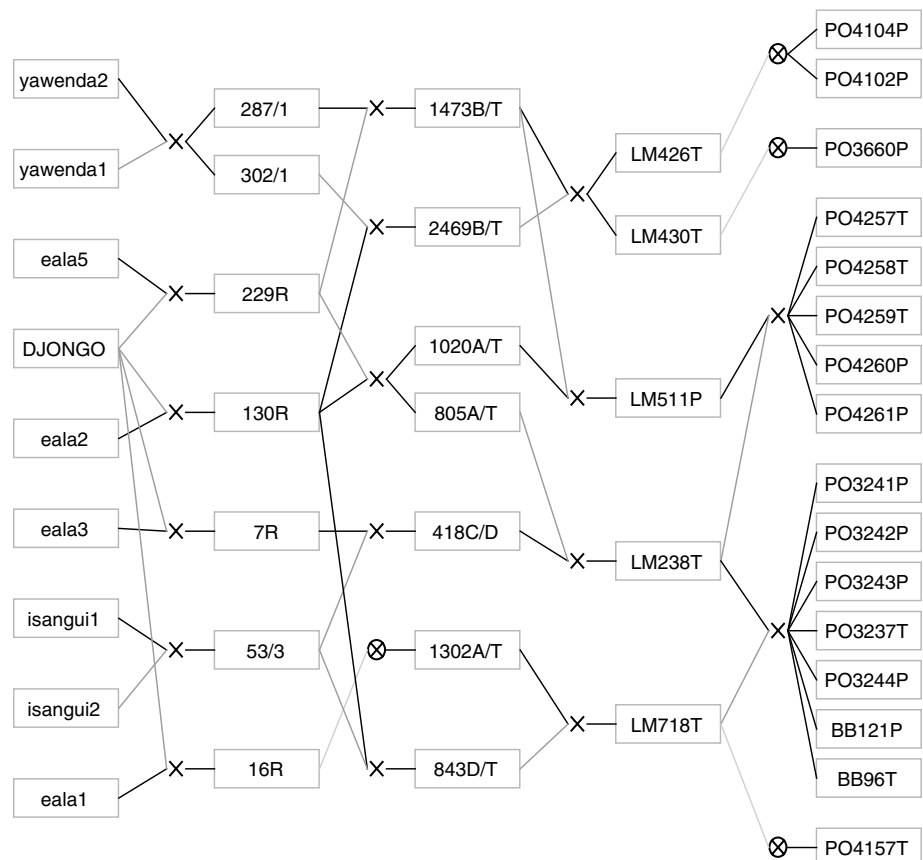 yawenda2
yawenda1
eala5
DJONGO
eala2
eala3
isangui1
isangui2
eala1
287/1
302/1
229R
130R
7R
53/3
16R
1473B/T
2469B/T
1020A/T
805A/T
418C/D
1302A/T
843D/T
LM426T
LM430T
LM511P
LM238T
LM718T
PO4104P
PO4102P
PO3660P
PO4257T
PO4258T
PO4259T
PO4260P
PO4261P
PO3241P
PO3242P
PO3243P
PO3237T
PO3244P
BB121P
BB96T
PO4157T